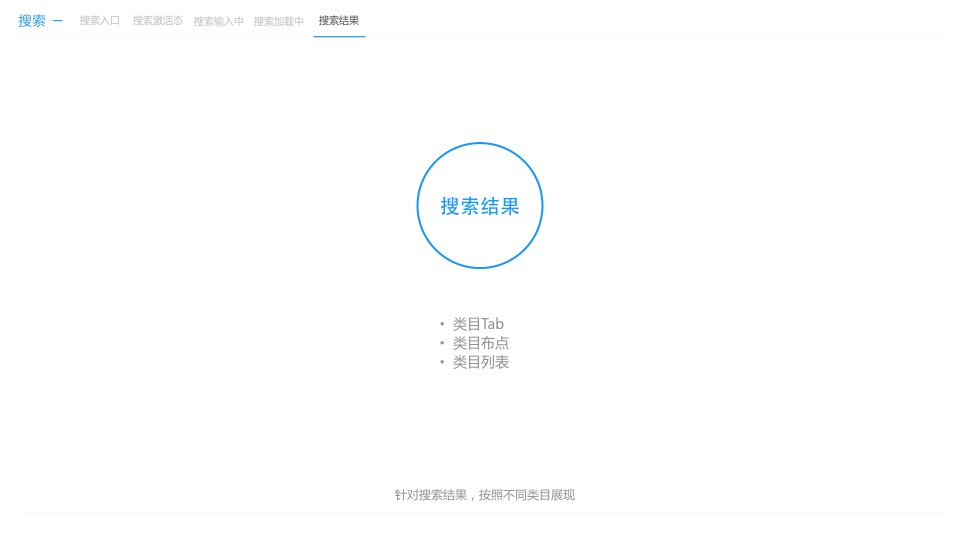 搜索 — 搜索入口 搜索激活态 搜索输入中 搜索加载中 搜索结果
搜索结果
• 类目Tab
• 类目布点
• 类目列表
针对搜索结果，按照不同类目展现